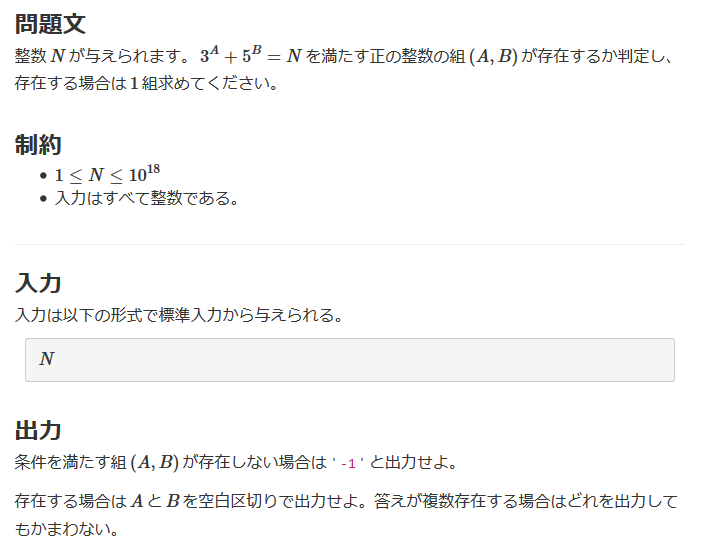 問題文
整数 N が与えられます。 3^A + 5^B = N を満たす正の整数の組 (A, B) が存在するか判定し、
存在する場合は 1 組求めてください。
制約
• 1 ≤ N ≤ 10^18
• 入力はすべて整数である。
入力
入力は以下の形式で標準入力から与えられる。
N
出力
条件を満たす組 (A, B) が存在しない場合は '-1' と出力せよ。
存在する場合は A と B を空白区切りで出力せよ。答えが複数存在する場合はどれを出力して
もかまわない。